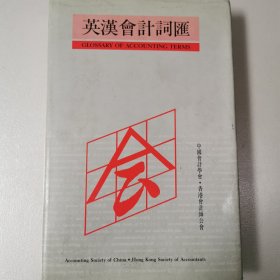 英漢會計詞匯
GLOSSARY OF ACCOUNTING TERMS
会
中國會計學會·香港會計師公會
Accounting Society of China • Hong Kong Society of Accountants